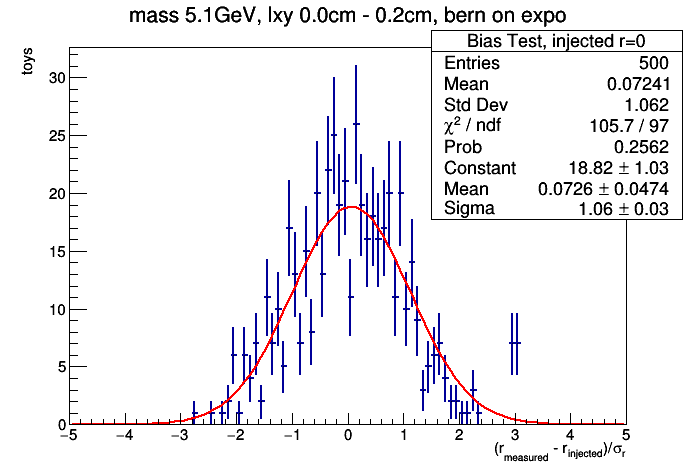 mass 5.1GeV, lxy 0.0cm - 0.2cm, bern on expo
Bias Test, injected r=0
Entries 500
Mean 0.07241
Std Dev 1.062
χ² / ndf 105.7 / 97
Prob 0.2562
Constant 18.82 ± 1.03
Mean 0.0726 ± 0.0474
Sigma 1.06 ± 0.03
toys
30
25
20
15
10
5
0
−5 −4 −3 −2 −1 0 1 2 3 4 5
(r_measured - r_injected)/σ_r